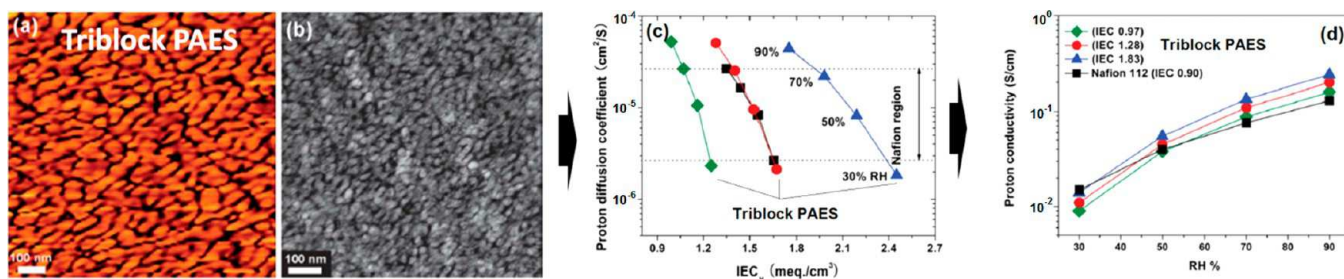 (a)
Triblock PAES
100 nm
(b)
100 nm
(c)
Proton diffusion coefficient (cm²/S)
10⁻⁴
10⁻⁵
10⁻⁶
90%
70%
50%
30% RH
Nafion region
Triblock PAES
0.9 1.2 1.5 1.8 2.1 2.4 2.7
IECᵥ (meq./cm³)
(d)
Proton conductivity (S/cm)
10⁰
10⁻¹
10⁻²
(IEC 0.97)
(IEC 1.28)
(IEC 1.83)
Nafion 112 (IEC 0.90)
Triblock PAES
30 40 50 60 70 80 90
RH %